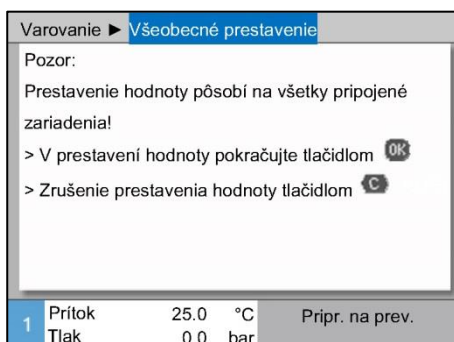 Varovanie ► Všeobecné prestavenie
Pozor:
Prestavenie hodnoty pôsobí na všetky pripojené
zariadenia!
> V prestavení hodnoty pokračujte tlačidlom OK
> Zrušenie prestavenia hodnoty tlačidlom C
1 Prítok 25.0 °C Pripr. na prev.
Tlak 0.0 bar